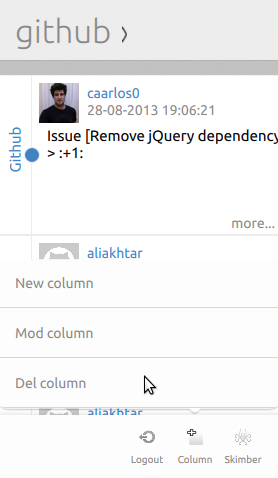 github ❭
Github
caarlos0
28-08-2013 19:06:21
Issue [Remove jQuery dependency
> :+1:
more...
aliakhtar
New column
Mod column
Del column
aliakhtar
Logout
Column
Skimber